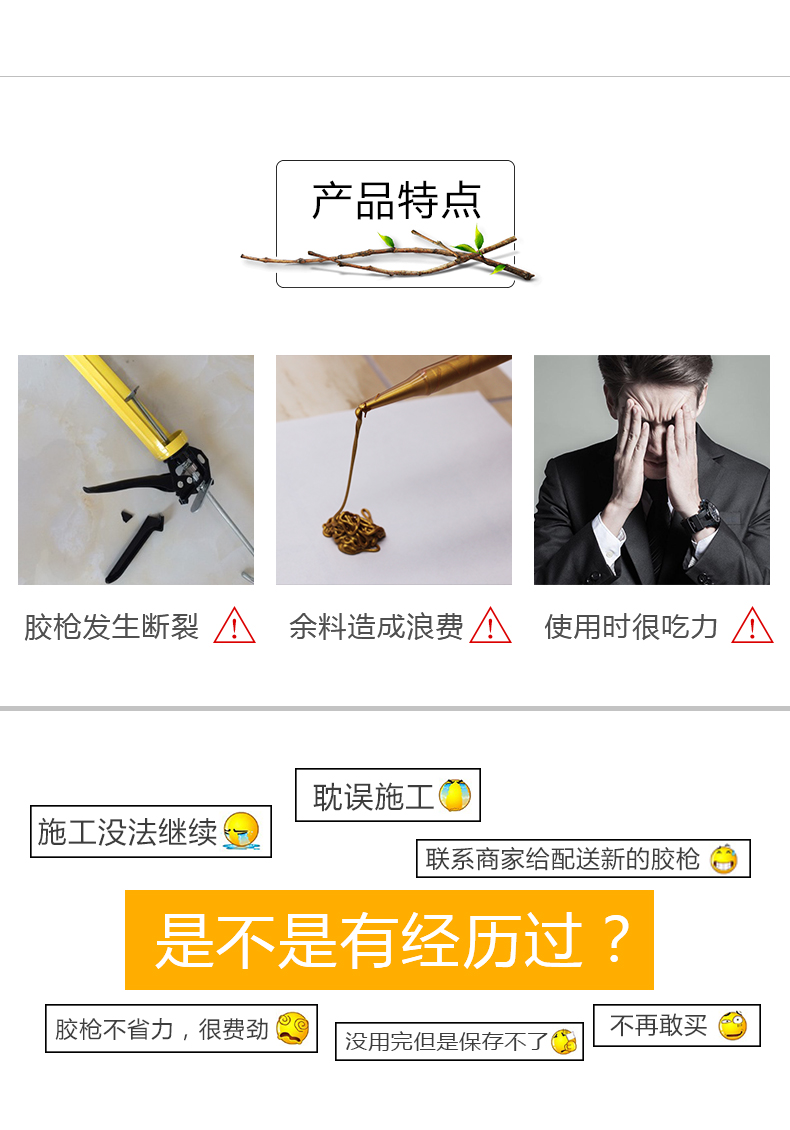 产品特点
胶枪发生断裂
余料造成浪费
使用时很吃力
耽误施工
施工没法继续
联系商家给配送新的胶枪
是不是有经历过？
胶枪不省力，很费劲
没用完但是保存不了
不再敢买